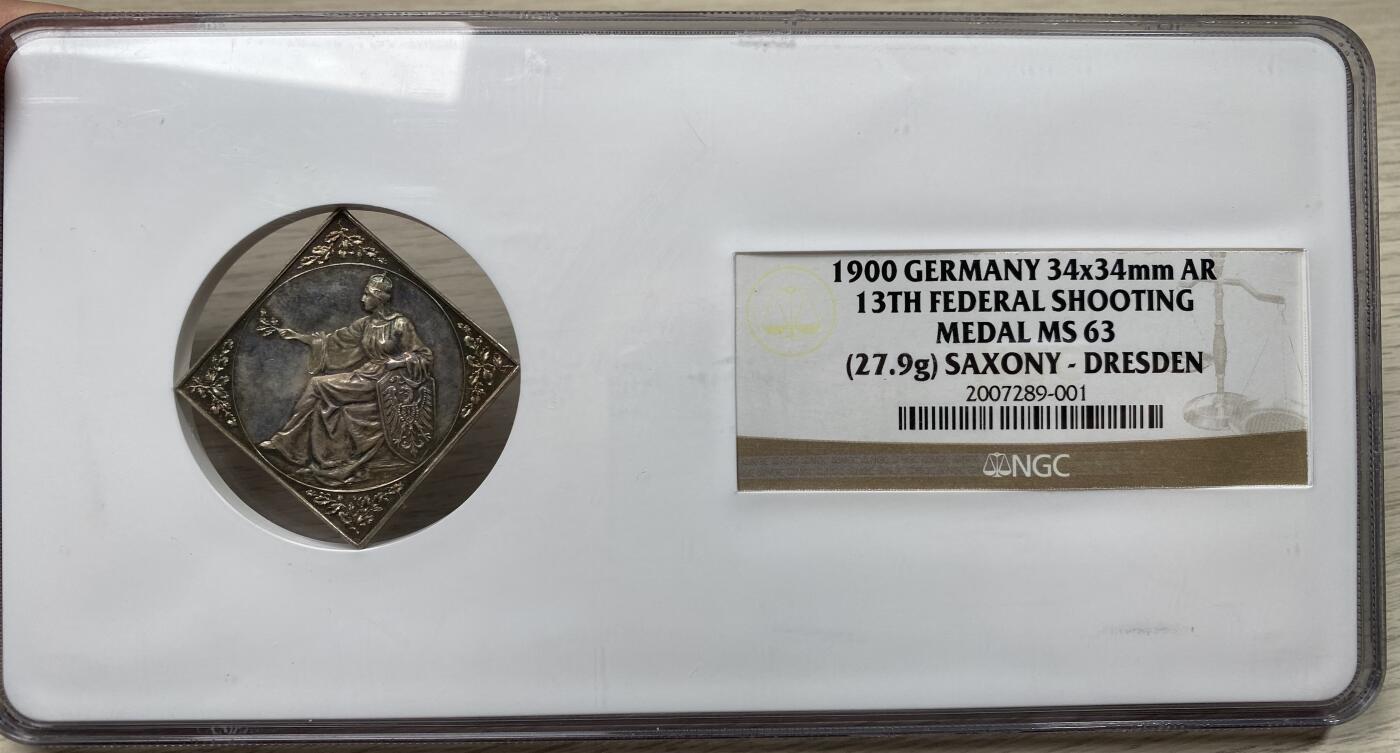 1900 GERMANY 34x34mm AR
13TH FEDERAL SHOOTING
MEDAL MS 63
(27.9g) SAXONY - DRESDEN
2007289-001
NGC